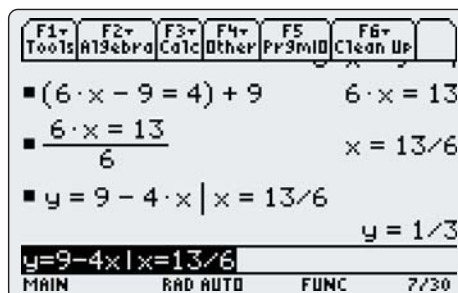 F1▾ F2▾ F3▾ F4▾ F5 F6▾
Tools Algebra Calc Other PrgmIO Clean Up
▪(6·x − 9 = 4) + 9 6·x = 13
▪ 6·x = 13
6 x = 13/6
▪ y = 9 − 4·x | x = 13/6
y = 1/3
y=9-4x|x=13/6
MAIN RAD AUTO FUNC 7/30